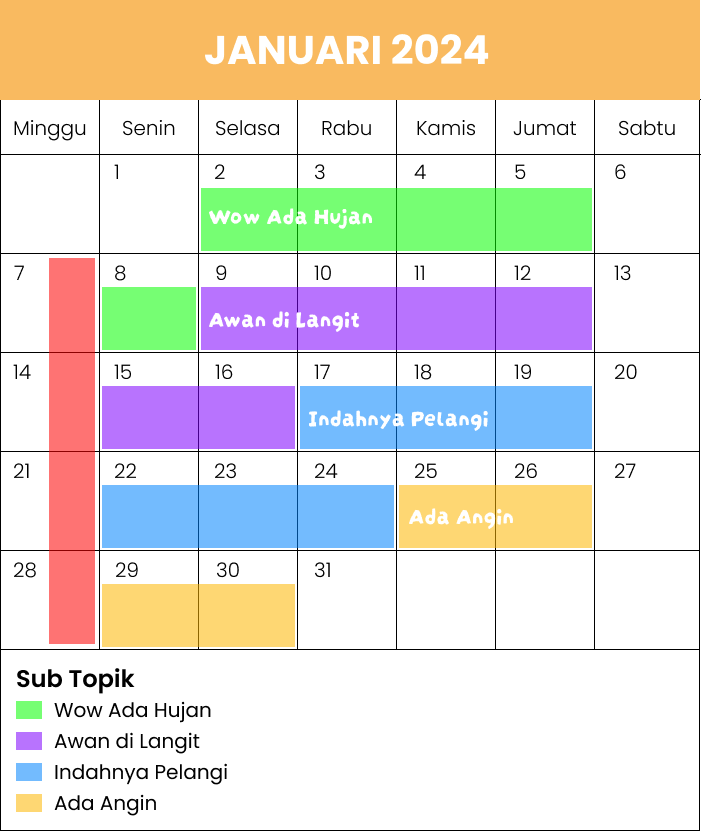 JANUARI 2024
Minggu Senin Selasa Rabu Kamis Jumat Sabtu
1 2 3 4 5 6
Wow Ada Hujan
7 8 9 10 11 12 13
Awan di Langit
14 15 16 17 18 19 20
Indahnya Pelangi
21 22 23 24 25 26 27
Ada Angin
28 29 30 31
Sub Topik
Wow Ada Hujan
Awan di Langit
Indahnya Pelangi
Ada Angin